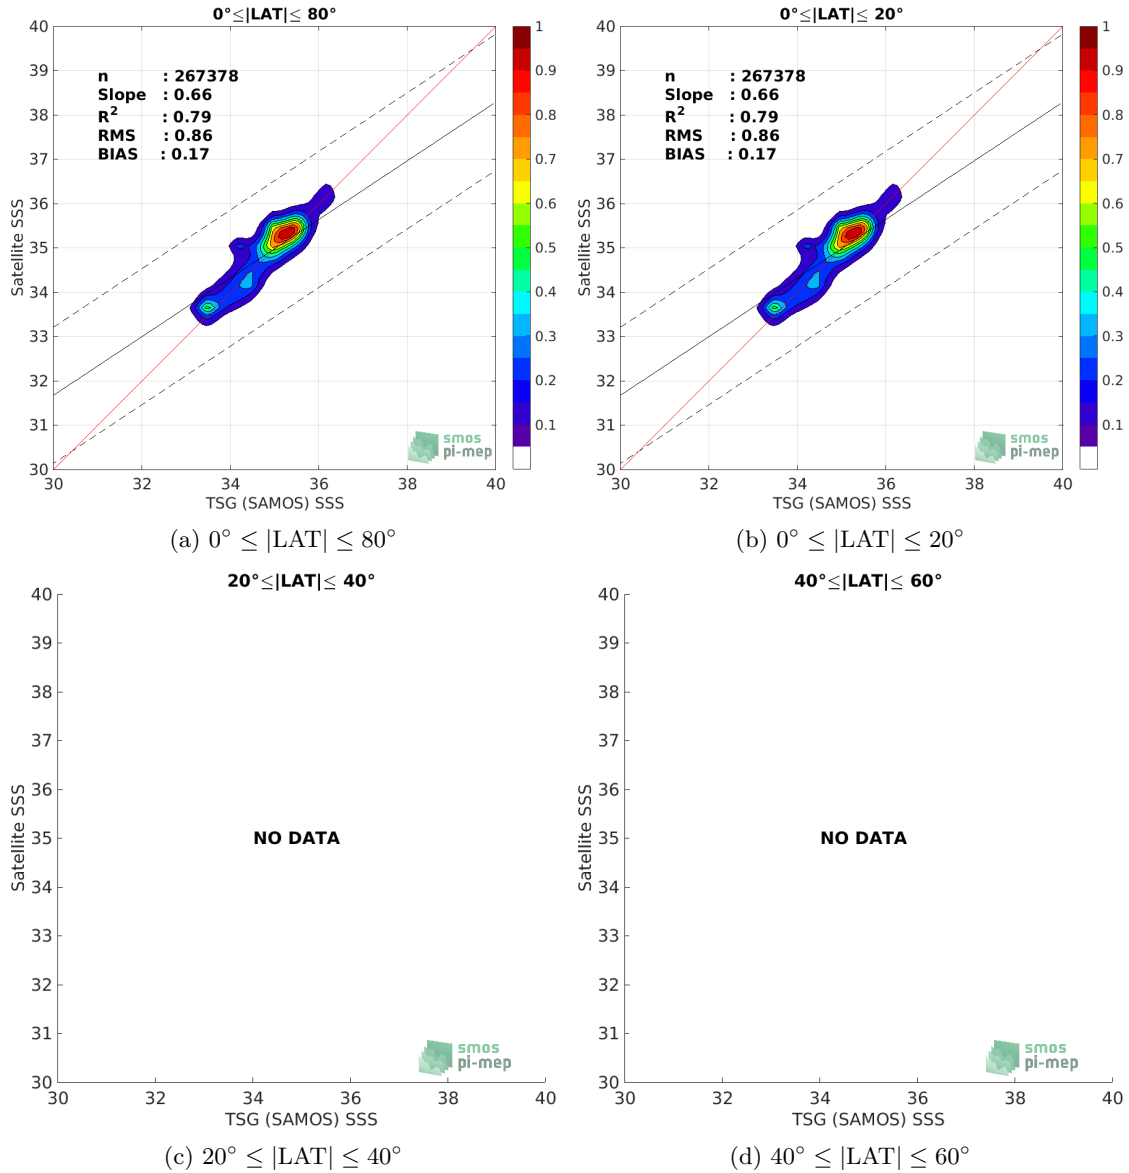 0°≤|LAT|≤ 80°
40
39
38
37
36
35
34
33
32
31
30
Satellite SSS
n : 267378
Slope : 0.66
R² : 0.79
RMS : 0.86
BIAS : 0.17
smos
pi-mep
30 32 34 36 38 40
TSG (SAMOS) SSS
1
0.9
0.8
0.7
0.6
0.5
0.4
0.3
0.2
0.1
(a) 0° ≤ |LAT| ≤ 80°
0°≤|LAT|≤ 20°
40
39
38
37
36
35
34
33
32
31
30
Satellite SSS
n : 267378
Slope : 0.66
R² : 0.79
RMS : 0.86
BIAS : 0.17
smos
pi-mep
30 32 34 36 38 40
TSG (SAMOS) SSS
1
0.9
0.8
0.7
0.6
0.5
0.4
0.3
0.2
0.1
(b) 0° ≤ |LAT| ≤ 20°
20°≤|LAT|≤ 40°
40
39
38
37
36
35
34
33
32
31
30
Satellite SSS
NO DATA
smos
pi-mep
30 32 34 36 38 40
TSG (SAMOS) SSS
(c) 20° ≤ |LAT| ≤ 40°
40°≤|LAT|≤ 60°
40
39
38
37
36
35
34
33
32
31
30
Satellite SSS
NO DATA
smos
pi-mep
30 32 34 36 38 40
TSG (SAMOS) SSS
(d) 40° ≤ |LAT| ≤ 60°